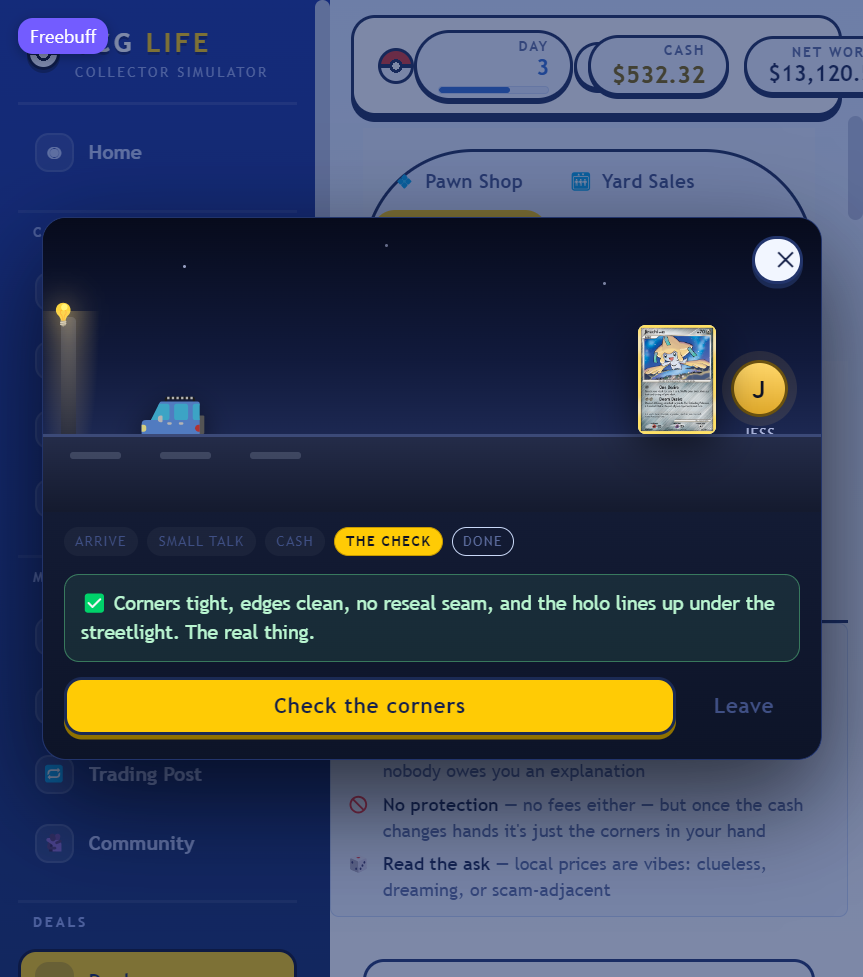 Freebuff
CG LIFE
COLLECTOR SIMULATOR
Home
DAY
3
CASH
$532.32
NET WOR
$13,120.
Pawn Shop
Yard Sales
J
JESS
ARRIVE
SMALL TALK
CASH
THE CHECK
DONE
✅ Corners tight, edges clean, no reseal seam, and the holo lines up under the
streetlight. The real thing.
Check the corners
Leave
Trading Post
Community
DEALS
nobody owes you an explanation
No protection — no fees either — but once the cash
changes hands it's just the corners in your hand
Read the ask — local prices are vibes: clueless,
dreaming, or scam-adjacent